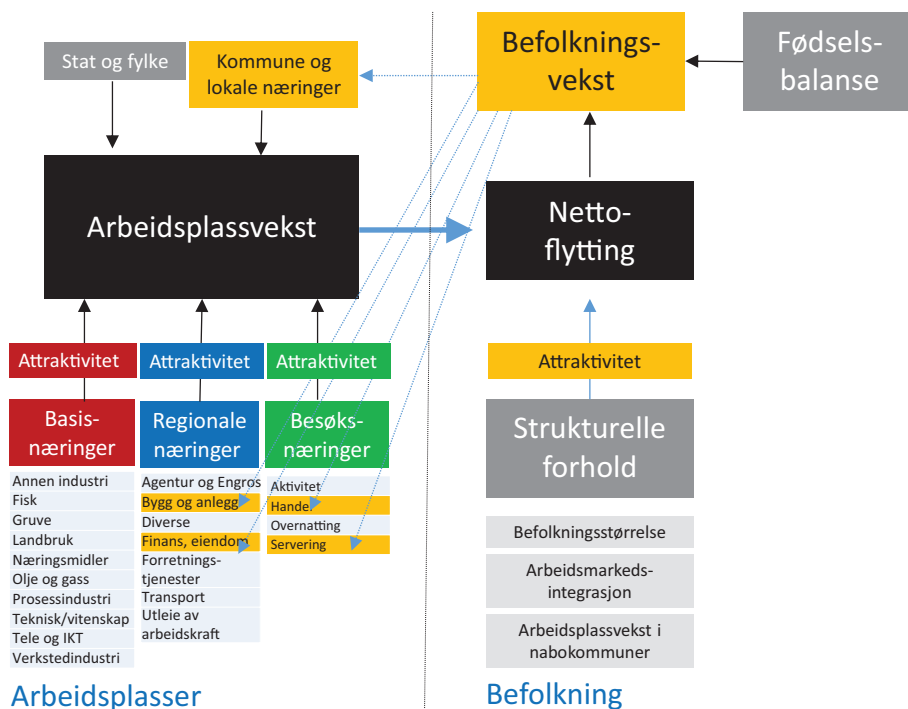 Stat og fylke
Kommune og
lokale næringer
Befolknings-
vekst
Fødsels-
balanse
Arbeidsplassvekst
Netto-
flytting
Attraktivitet
Attraktivitet
Attraktivitet
Attraktivitet
Basis-
næringer
Regionale
næringer
Besøks-
næringer
Strukturelle
forhold
Annen industri
Fisk
Gruve
Landbruk
Næringsmidler
Olje og gass
Prosessindustri
Teknisk/vitenskap
Tele og IKT
Verkstedindustri
Agentur og Engros
Bygg og anlegg
Diverse
Finans, eiendom
Forretnings-
tjenester
Transport
Utleie av
arbeidskraft
Aktivitet
Handel
Overnatting
Servering
Befolkningsstørrelse
Arbeidsmarkeds-
integrasjon
Arbeidsplassvekst i
nabokommuner
Arbeidsplasser
Befolkning